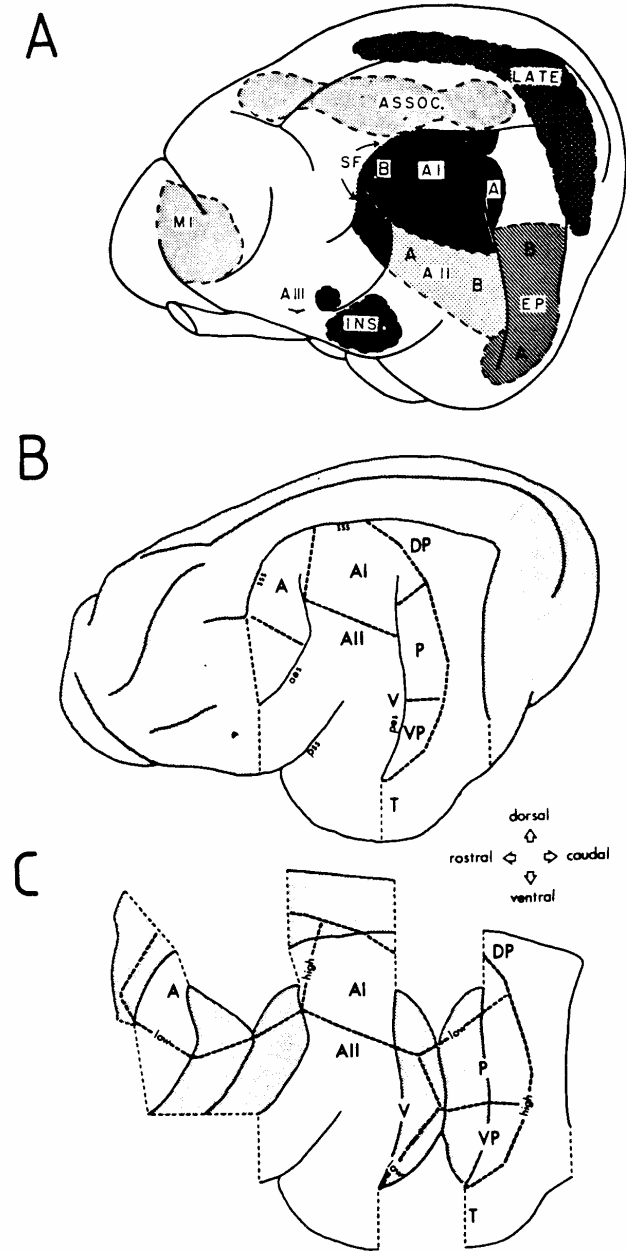 A
LATE
ASSOC.
SF
B
AI
A
MI
A
AII
B
B
EP
AIII
INS.
A
B
sss
DP
sss
A
AI
AII
P
aes
V
pes
VP
pss
T
dorsal
rostral
caudal
ventral
C
DP
high
A
AI
low
low
AII
P
V
high
VP
low
T